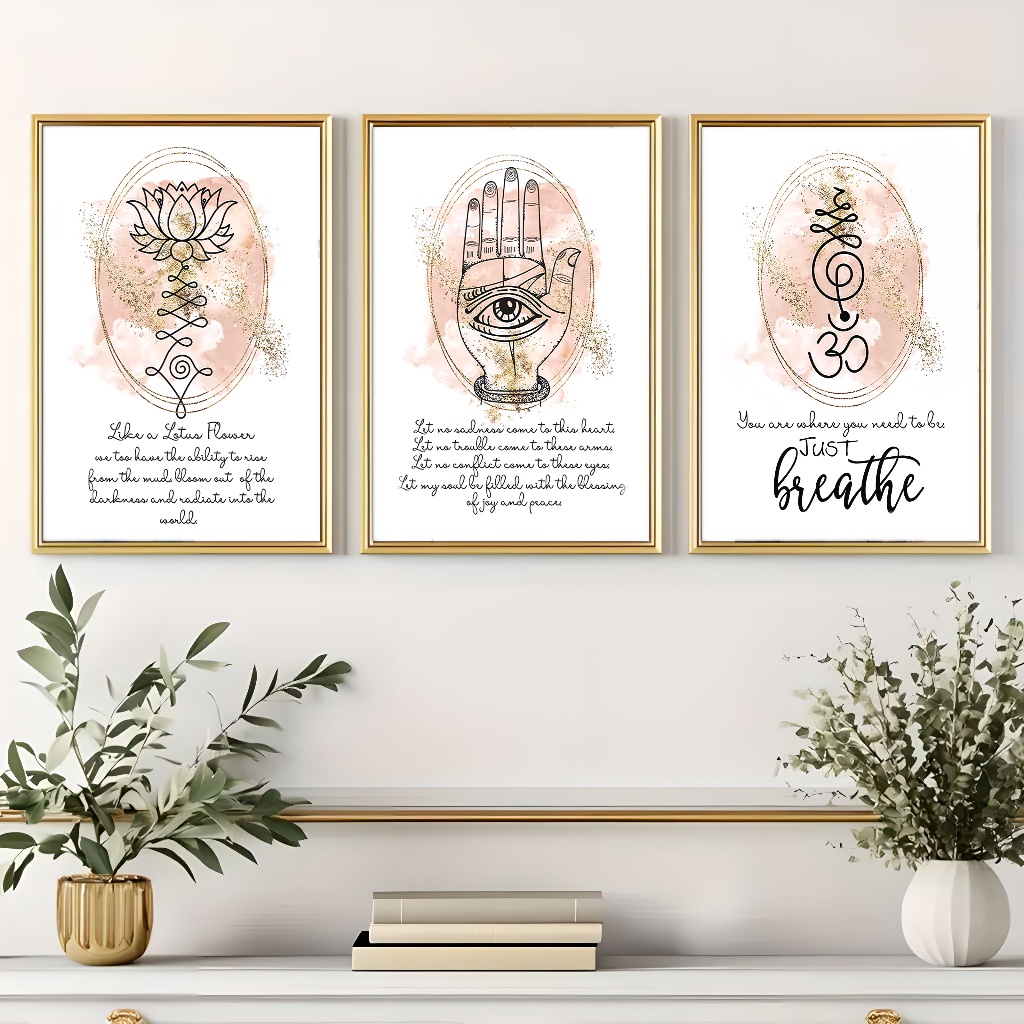 Like a Lotus Flower
we too have the ability to rise
from the mud, bloom out of the
darkness and radiate into the
world.
Let no sadness come to this heart.
Let no trouble come to these arms.
Let no conflict come to these eyes.
Let my soul be filled with the blessing
of joy and peace.
You are where you need to be.
JUST
breathe